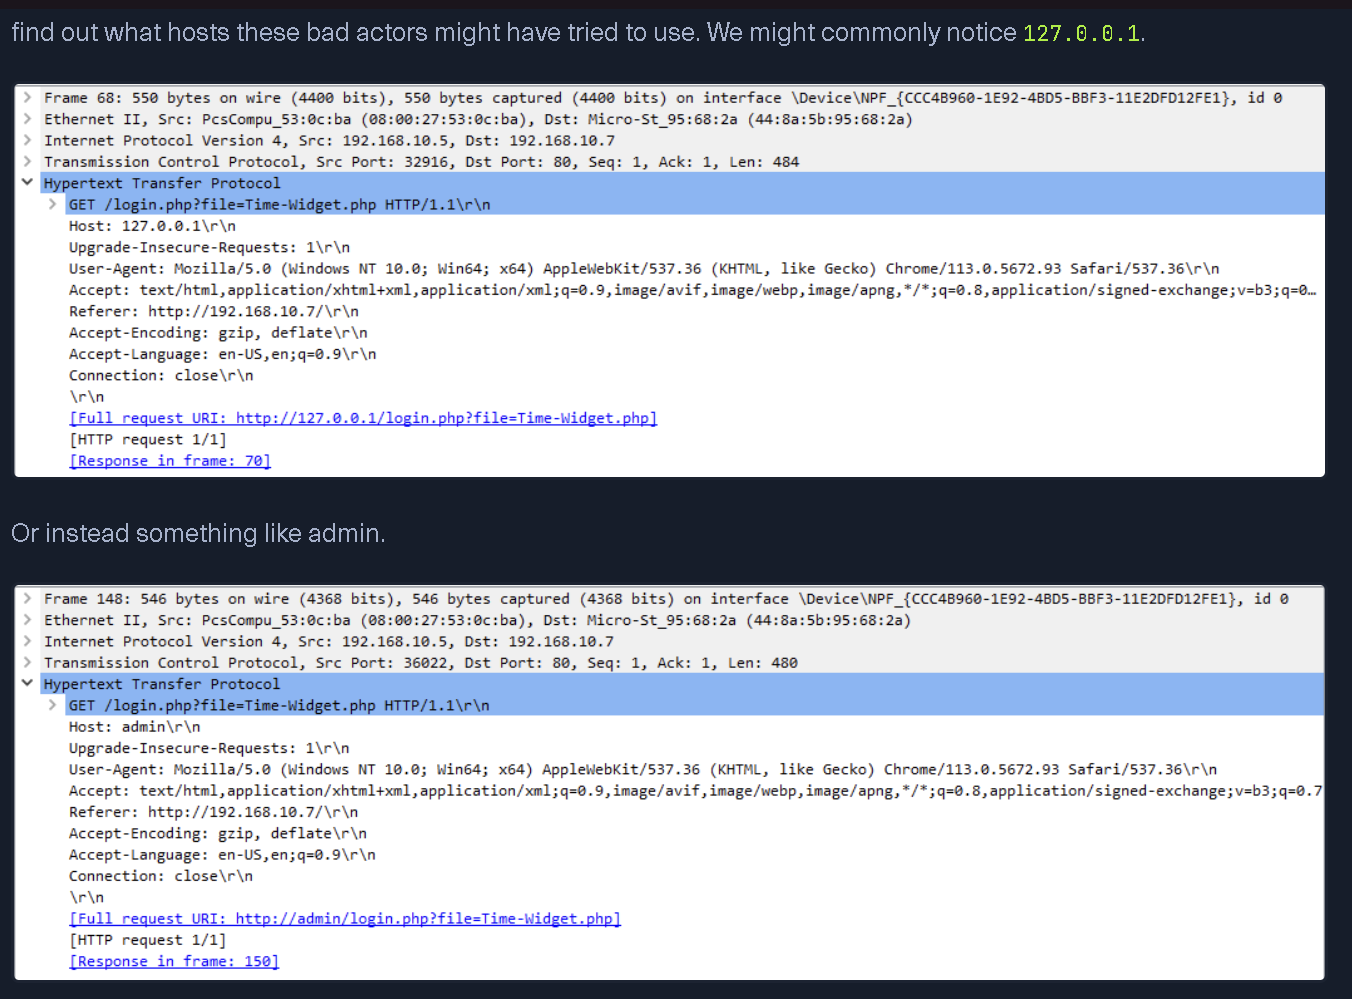 find out what hosts these bad actors might have tried to use. We might commonly notice 127.0.0.1.
Frame 68: 550 bytes on wire (4400 bits), 550 bytes captured (4400 bits) on interface \Device\NPF_{CCC4B960-1E92-4BD5-BBF3-11E2DFD12FE1}, id 0
Ethernet II, Src: PcsCompu_53:0c:ba (08:00:27:53:0c:ba), Dst: Micro-St_95:68:2a (44:8a:5b:95:68:2a)
Internet Protocol Version 4, Src: 192.168.10.5, Dst: 192.168.10.7
Transmission Control Protocol, Src Port: 32916, Dst Port: 80, Seq: 1, Ack: 1, Len: 484
Hypertext Transfer Protocol
GET /login.php?file=Time-Widget.php HTTP/1.1\r\n
Host: 127.0.0.1\r\n
Upgrade-Insecure-Requests: 1\r\n
User-Agent: Mozilla/5.0 (Windows NT 10.0; Win64; x64) AppleWebKit/537.36 (KHTML, like Gecko) Chrome/113.0.5672.93 Safari/537.36\r\n
Accept: text/html,application/xhtml+xml,application/xml;q=0.9,image/avif,image/webp,image/apng,*/*;q=0.8,application/signed-exchange;v=b3;q=0…
Referer: http://192.168.10.7/\r\n
Accept-Encoding: gzip, deflate\r\n
Accept-Language: en-US,en;q=0.9\r\n
Connection: close\r\n
\r\n
[Full request URI: http://127.0.0.1/login.php?file=Time-Widget.php]
[HTTP request 1/1]
[Response in frame: 70]
Or instead something like admin.
Frame 148: 546 bytes on wire (4368 bits), 546 bytes captured (4368 bits) on interface \Device\NPF_{CCC4B960-1E92-4BD5-BBF3-11E2DFD12FE1}, id 0
Ethernet II, Src: PcsCompu_53:0c:ba (08:00:27:53:0c:ba), Dst: Micro-St_95:68:2a (44:8a:5b:95:68:2a)
Internet Protocol Version 4, Src: 192.168.10.5, Dst: 192.168.10.7
Transmission Control Protocol, Src Port: 36022, Dst Port: 80, Seq: 1, Ack: 1, Len: 480
Hypertext Transfer Protocol
GET /login.php?file=Time-Widget.php HTTP/1.1\r\n
Host: admin\r\n
Upgrade-Insecure-Requests: 1\r\n
User-Agent: Mozilla/5.0 (Windows NT 10.0; Win64; x64) AppleWebKit/537.36 (KHTML, like Gecko) Chrome/113.0.5672.93 Safari/537.36\r\n
Accept: text/html,application/xhtml+xml,application/xml;q=0.9,image/avif,image/webp,image/apng,*/*;q=0.8,application/signed-exchange;v=b3;q=0.7
Referer: http://192.168.10.7/\r\n
Accept-Encoding: gzip, deflate\r\n
Accept-Language: en-US,en;q=0.9\r\n
Connection: close\r\n
\r\n
[Full request URI: http://admin/login.php?file=Time-Widget.php]
[HTTP request 1/1]
[Response in frame: 150]